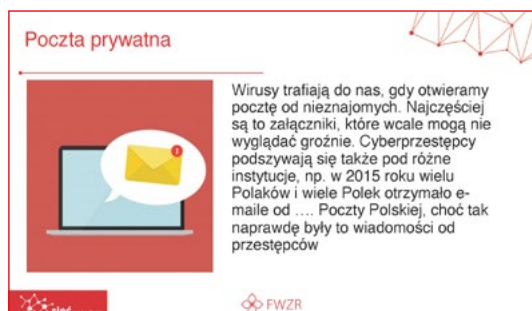 Poczta prywatna
Wirusy trafiają do nas, gdy otwieramy
pocztę od nieznajomych. Najczęściej
są to załączniki, które wcale mogą nie
wyglądać groźnie. Cyberprzestępcy
podszywają się także pod różne
instytucje, np. w 2015 roku wielu
Polaków i wiele Polek otrzymało e-
maile od .... Poczty Polskiej, choć tak
naprawdę były to wiadomości od
przestępców
FWZR